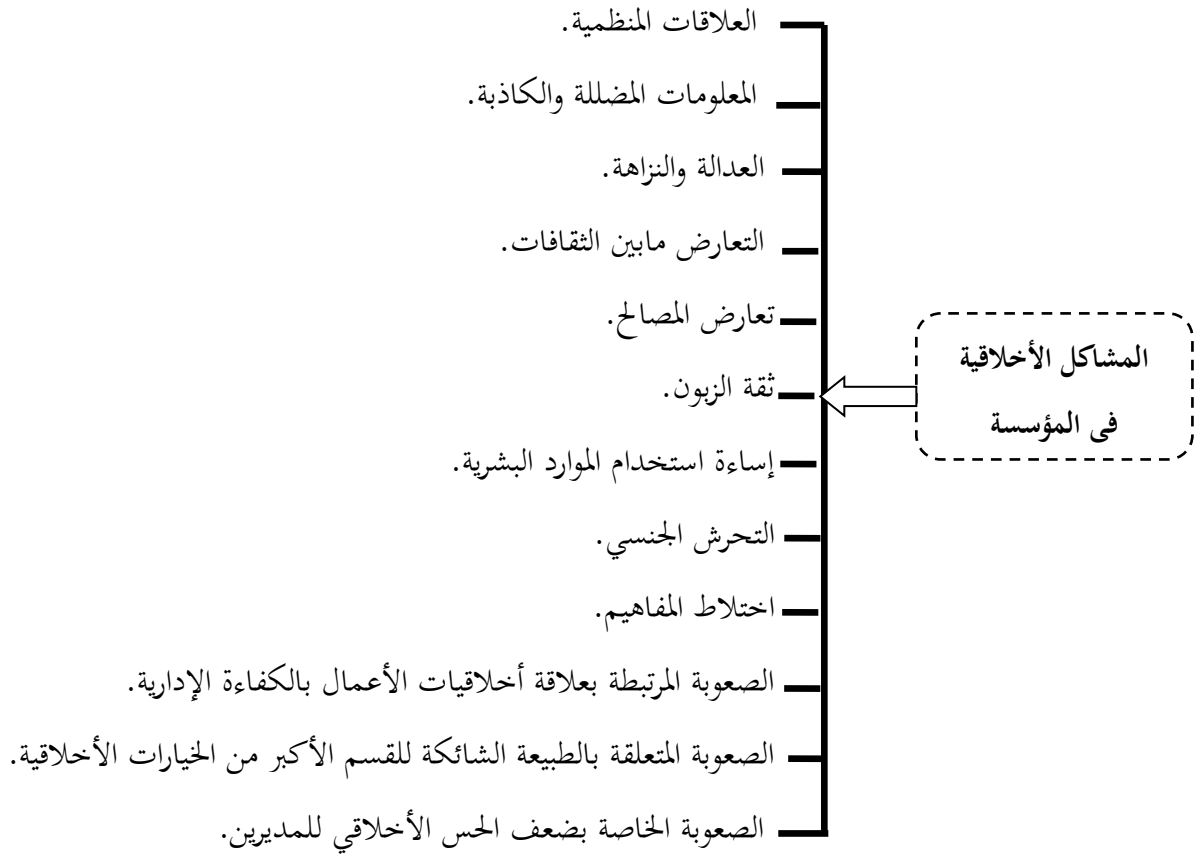 العلاقات المنظمية.
المعلومات المضللة والكاذبة.
العدالة والنزاهة.
التعارض مابين الثقافات.
تعارض المصالح.
المشاكل الأخلاقية
فى المؤسسة
ثقة الزبون.
إساءة استخدام الموارد البشرية.
التحرش الجنسي.
اختلاط المفاهيم.
الصعوبة المرتبطة بعلاقة أخلاقيات الأعمال بالكفاءة الإدارية.
الصعوبة المتعلقة بالطبيعة الشائكة للقسم الأكبر من الخيارات الأخلاقية.
الصعوبة الخاصة بضعف الحس الأخلاقي للمديرين.